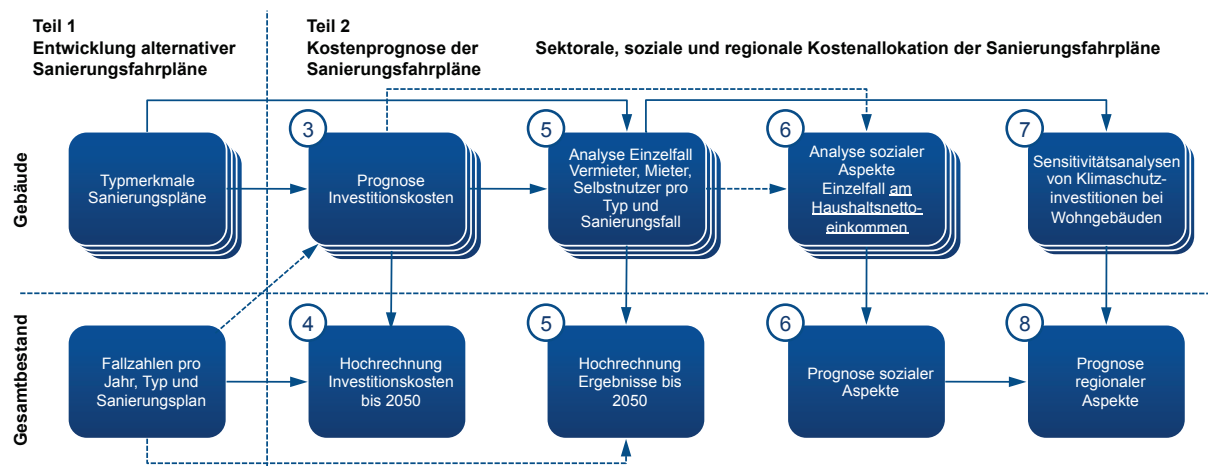 Teil 1
Entwicklung alternativer
Sanierungsfahrpläne
Teil 2
Kostenprognose der
Sanierungsfahrpläne
Sektorale, soziale und regionale Kostenallokation der Sanierungsfahrpläne
Gebäude
Typmerkmale
Sanierungspläne
3
Prognose
Investitionskosten
5
Analyse Einzelfall
Vermieter, Mieter,
Selbstnutzer pro
Typ und
Sanierungsfall
6
Analyse sozialer
Aspekte
Einzelfall am
Haushaltsnetto-
einkommen
7
Sensitivitätsanalysen
von Klimaschutz-
investitionen bei
Wohngebäuden
Gesamtbestand
Fallzahlen pro
Jahr, Typ und
Sanierungsplan
4
Hochrechnung
Investitionskosten
bis 2050
5
Hochrechnung
Ergebnisse bis
2050
6
Prognose sozialer
Aspekte
8
Prognose
regionaler
Aspekte